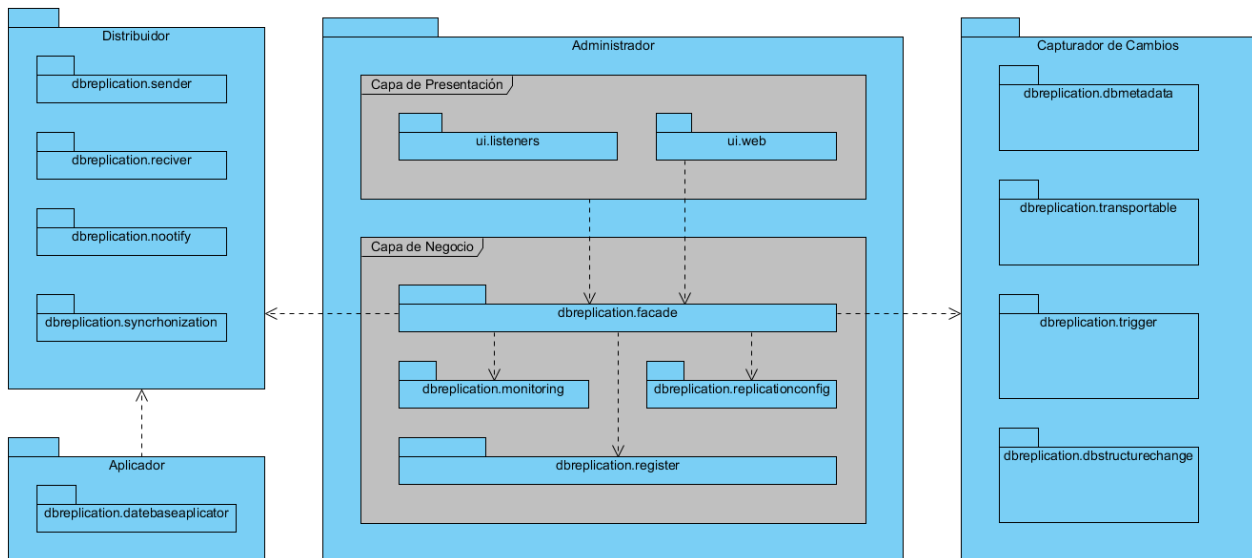 Distribuidor
dbreplication.sender
dbreplication.reciver
dbreplication.nootify
dbreplication.syncrhonization
Aplicador
dbreplication.datebaseaplicator
Administrador
Capa de Presentación
ui.listeners
ui.web
Capa de Negocio
dbreplication.facade
dbreplication.monitoring
dbreplication.replicationconfig
dbreplication.register
Capturador de Cambios
dbreplication.dbmetadata
dbreplication.transportable
dbreplication.trigger
dbreplication.dbstructurechange